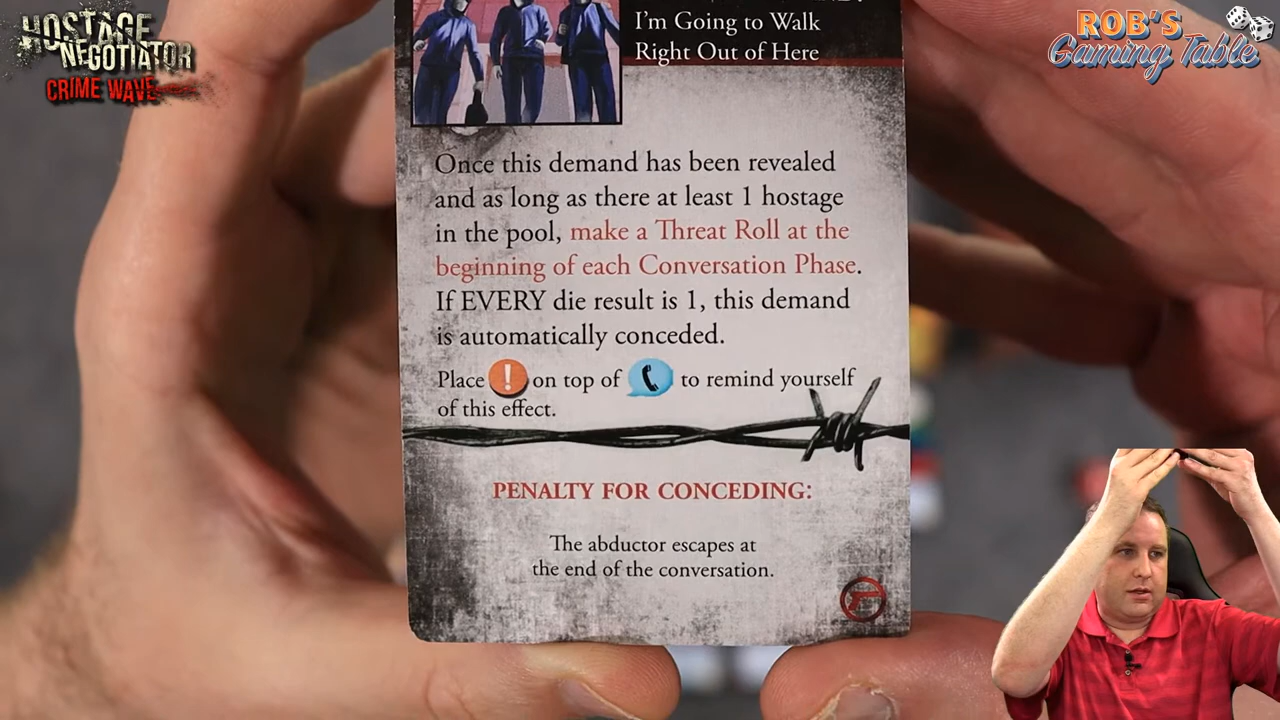 HOSTAGE
NEGOTIATOR
CRIME WAVE
ROB'S
Gaming Table
I'm Going to Walk
Right Out of Here
Once this demand has been revealed
and as long as there at least 1 hostage
in the pool, make a Threat Roll at the
beginning of each Conversation Phase.
If EVERY die result is 1, this demand
is automatically conceded.
Place ! on top of to remind yourself
of this effect.
PENALTY FOR CONCEDING:
The abductor escapes at
the end of the conversation.